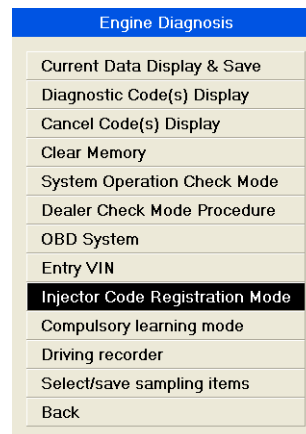 Engine Diagnosis
Current Data Display & Save
Diagnostic Code(s) Display
Cancel Code(s) Display
Clear Memory
System Operation Check Mode
Dealer Check Mode Procedure
OBD System
Entry VIN
Injector Code Registration Mode
Compulsory learning mode
Driving recorder
Select/save sampling items
Back